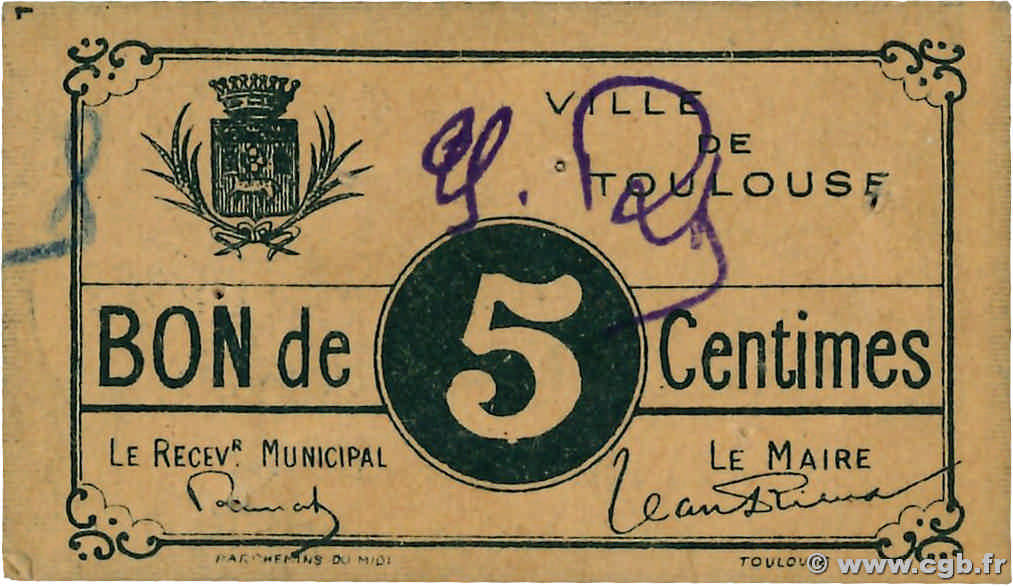 VILLE
DE
TOULOUSE
BON de 5 Centimes
LE RECEVR. MUNICIPAL
LE MAIRE
PARCHEMINS DU MIDI
TOULOUSE
© www.cgb.fr